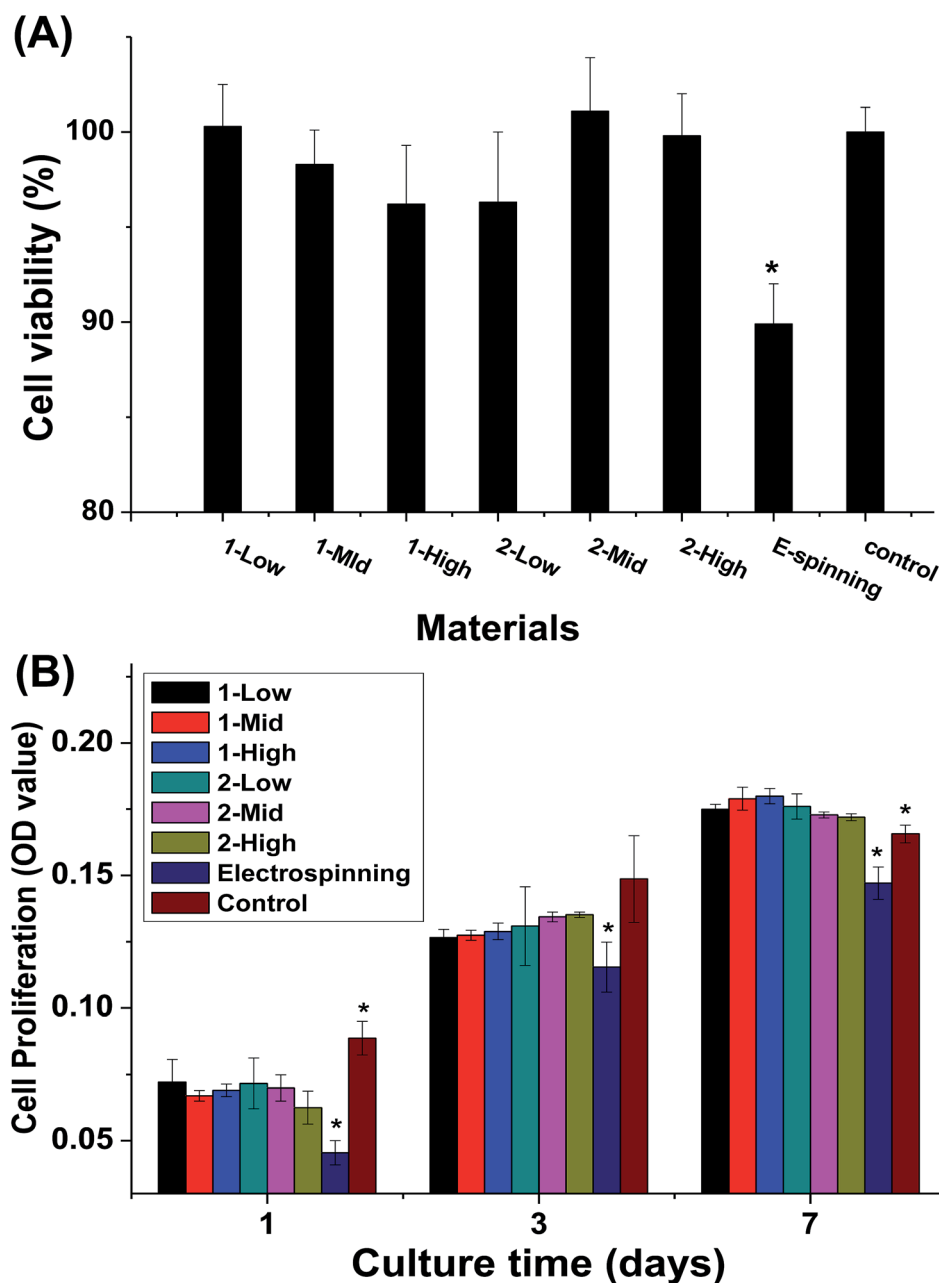 (A)
Cell viability (%)
100
90
80
1-Low
1-MId
1-High
2-Low
2-Mid
2-High
E-spinning
control
*
Materials
(B)
Cell Proliferation (OD value)
0.20
0.15
0.10
0.05
1-Low
1-Mid
1-High
2-Low
2-Mid
2-High
Electrospinning
Control
*
*
*
*
*
1
3
7
Culture time (days)